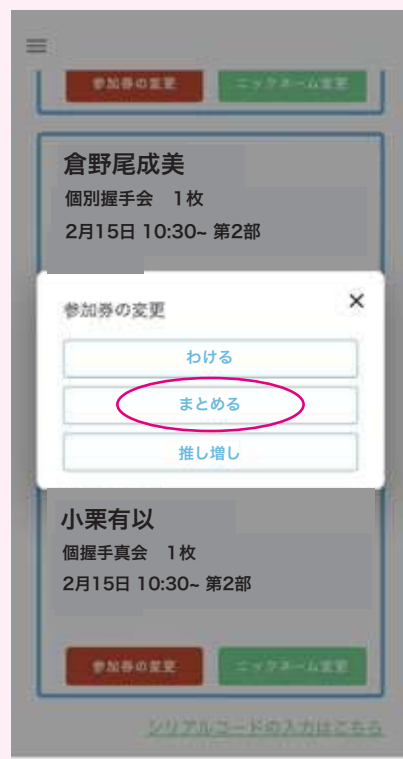 参加券の変更 ニックネーム変更
倉野尾成美
個別握手会 1枚
2月15日 10:30~ 第2部
参加券の変更 ×
わける
まとめる
推し増し
小栗有以
個握手真会 1枚
2月15日 10:30~ 第2部
参加券の変更 ニックネーム変更
シリアルコードの入力はこちら